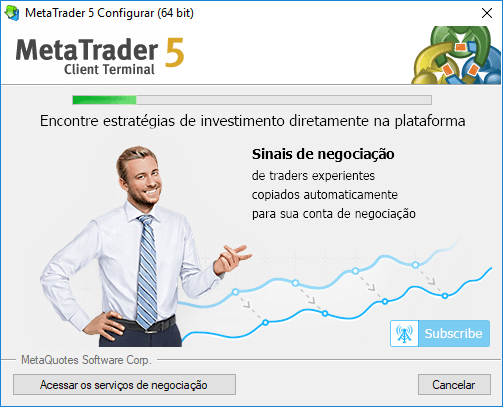 MetaTrader 5 Configurar (64 bit)
MetaTrader 5
Client Terminal
Encontre estratégias de investimento diretamente na plataforma
Sinais de negociação
de traders experientes
copiados automaticamente
para sua conta de negociação
Subscribe
MetaQuotes Software Corp.
Acessar os serviços de negociação
Cancelar